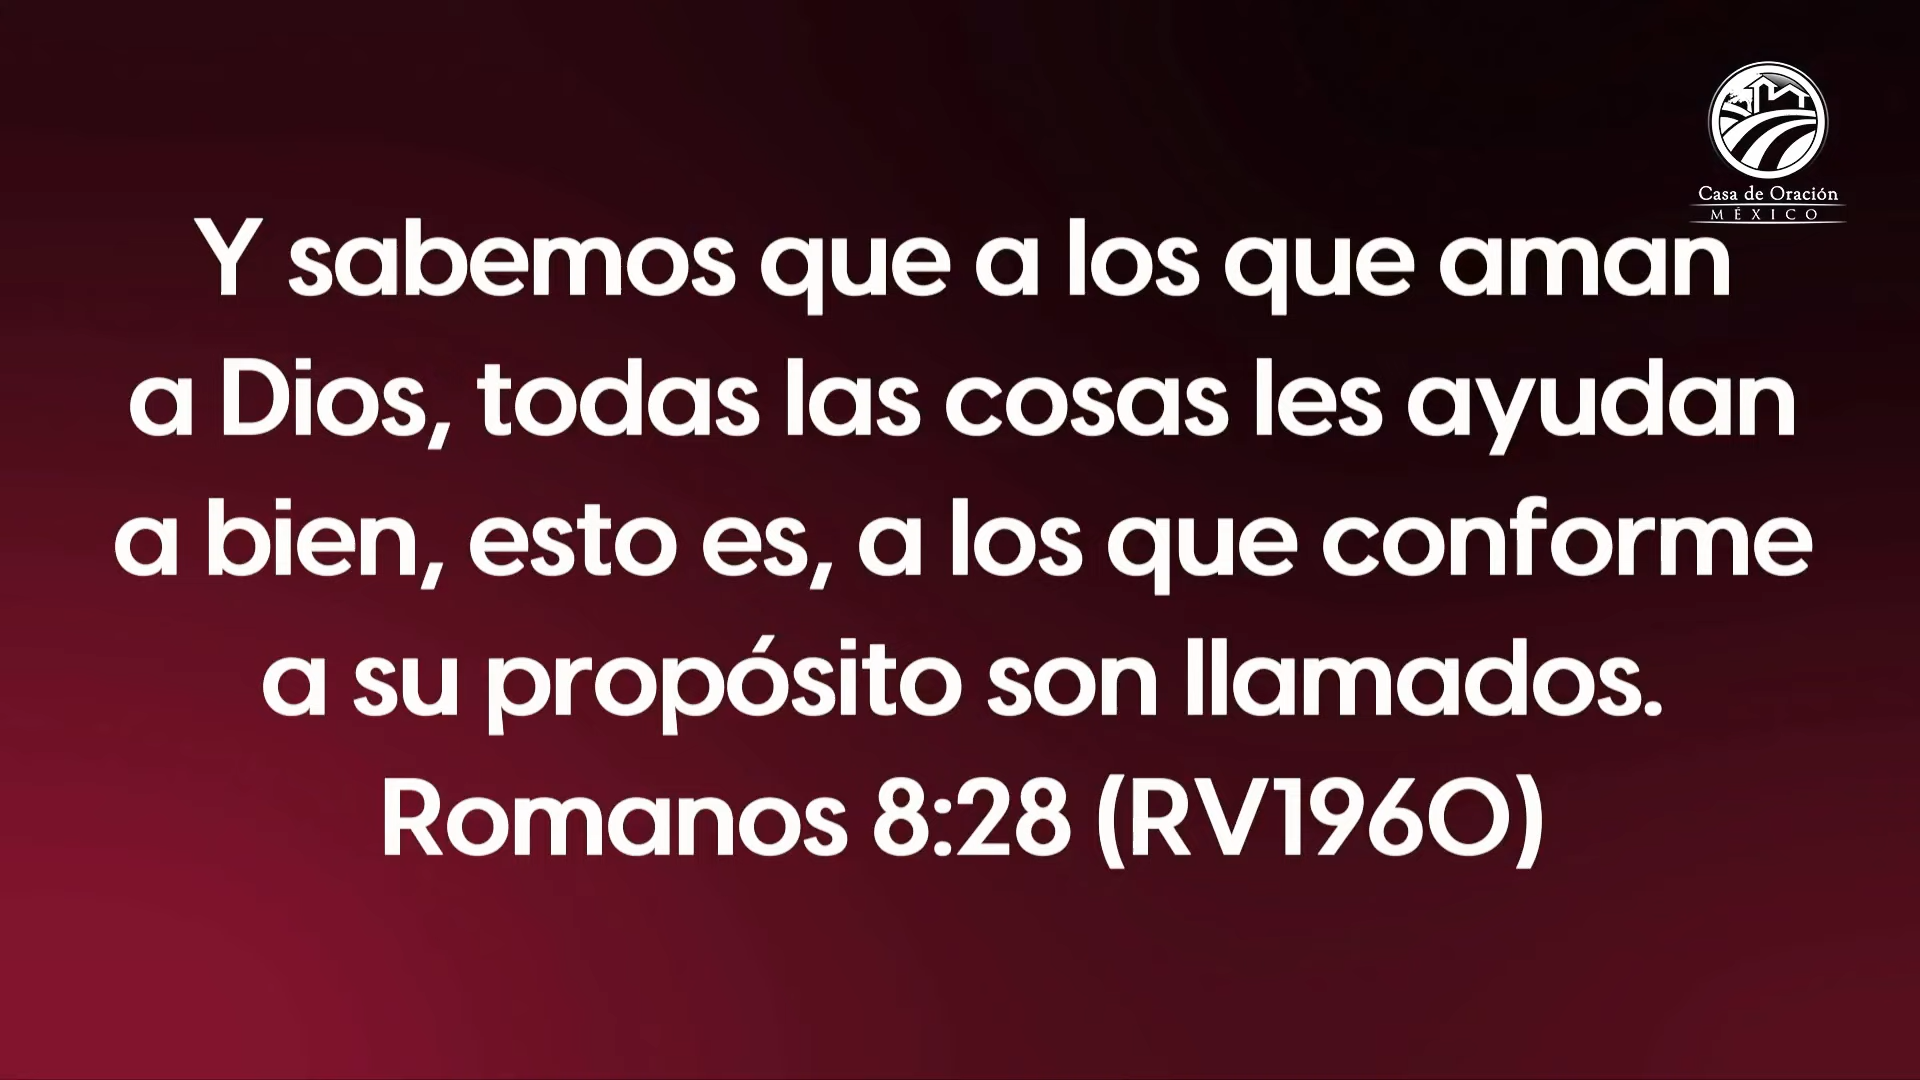 Casa de Oración
MÉXICO
Y sabemos que a los que aman
a Dios, todas las cosas les ayudan
a bien, esto es, a los que conforme
a su propósito son llamados.
Romanos 8:28 (RV1960)